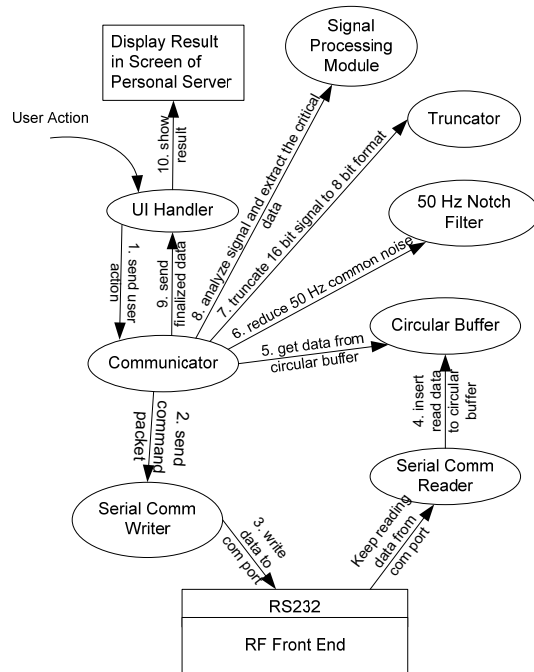 Display Result
in Screen of
Personal Server
Signal
Processing
Module
User Action
Truncator
10. show
result
UI Handler
50 Hz Notch
Filter
1. send user
action
9. send
finalized data
8. analyze signal and extract the critical
data
7. truncate 16 bit signal to 8 bit format
6. reduce 50 Hz common noise
Circular Buffer
5. get data from
circular buffer
Communicator
2. send
command
packet
4. insert
read data
to circular
buffer
Serial Comm
Reader
Serial Comm
Writer
3. write
data to
com port
Keep reading
data from
com port
RS232
RF Front End